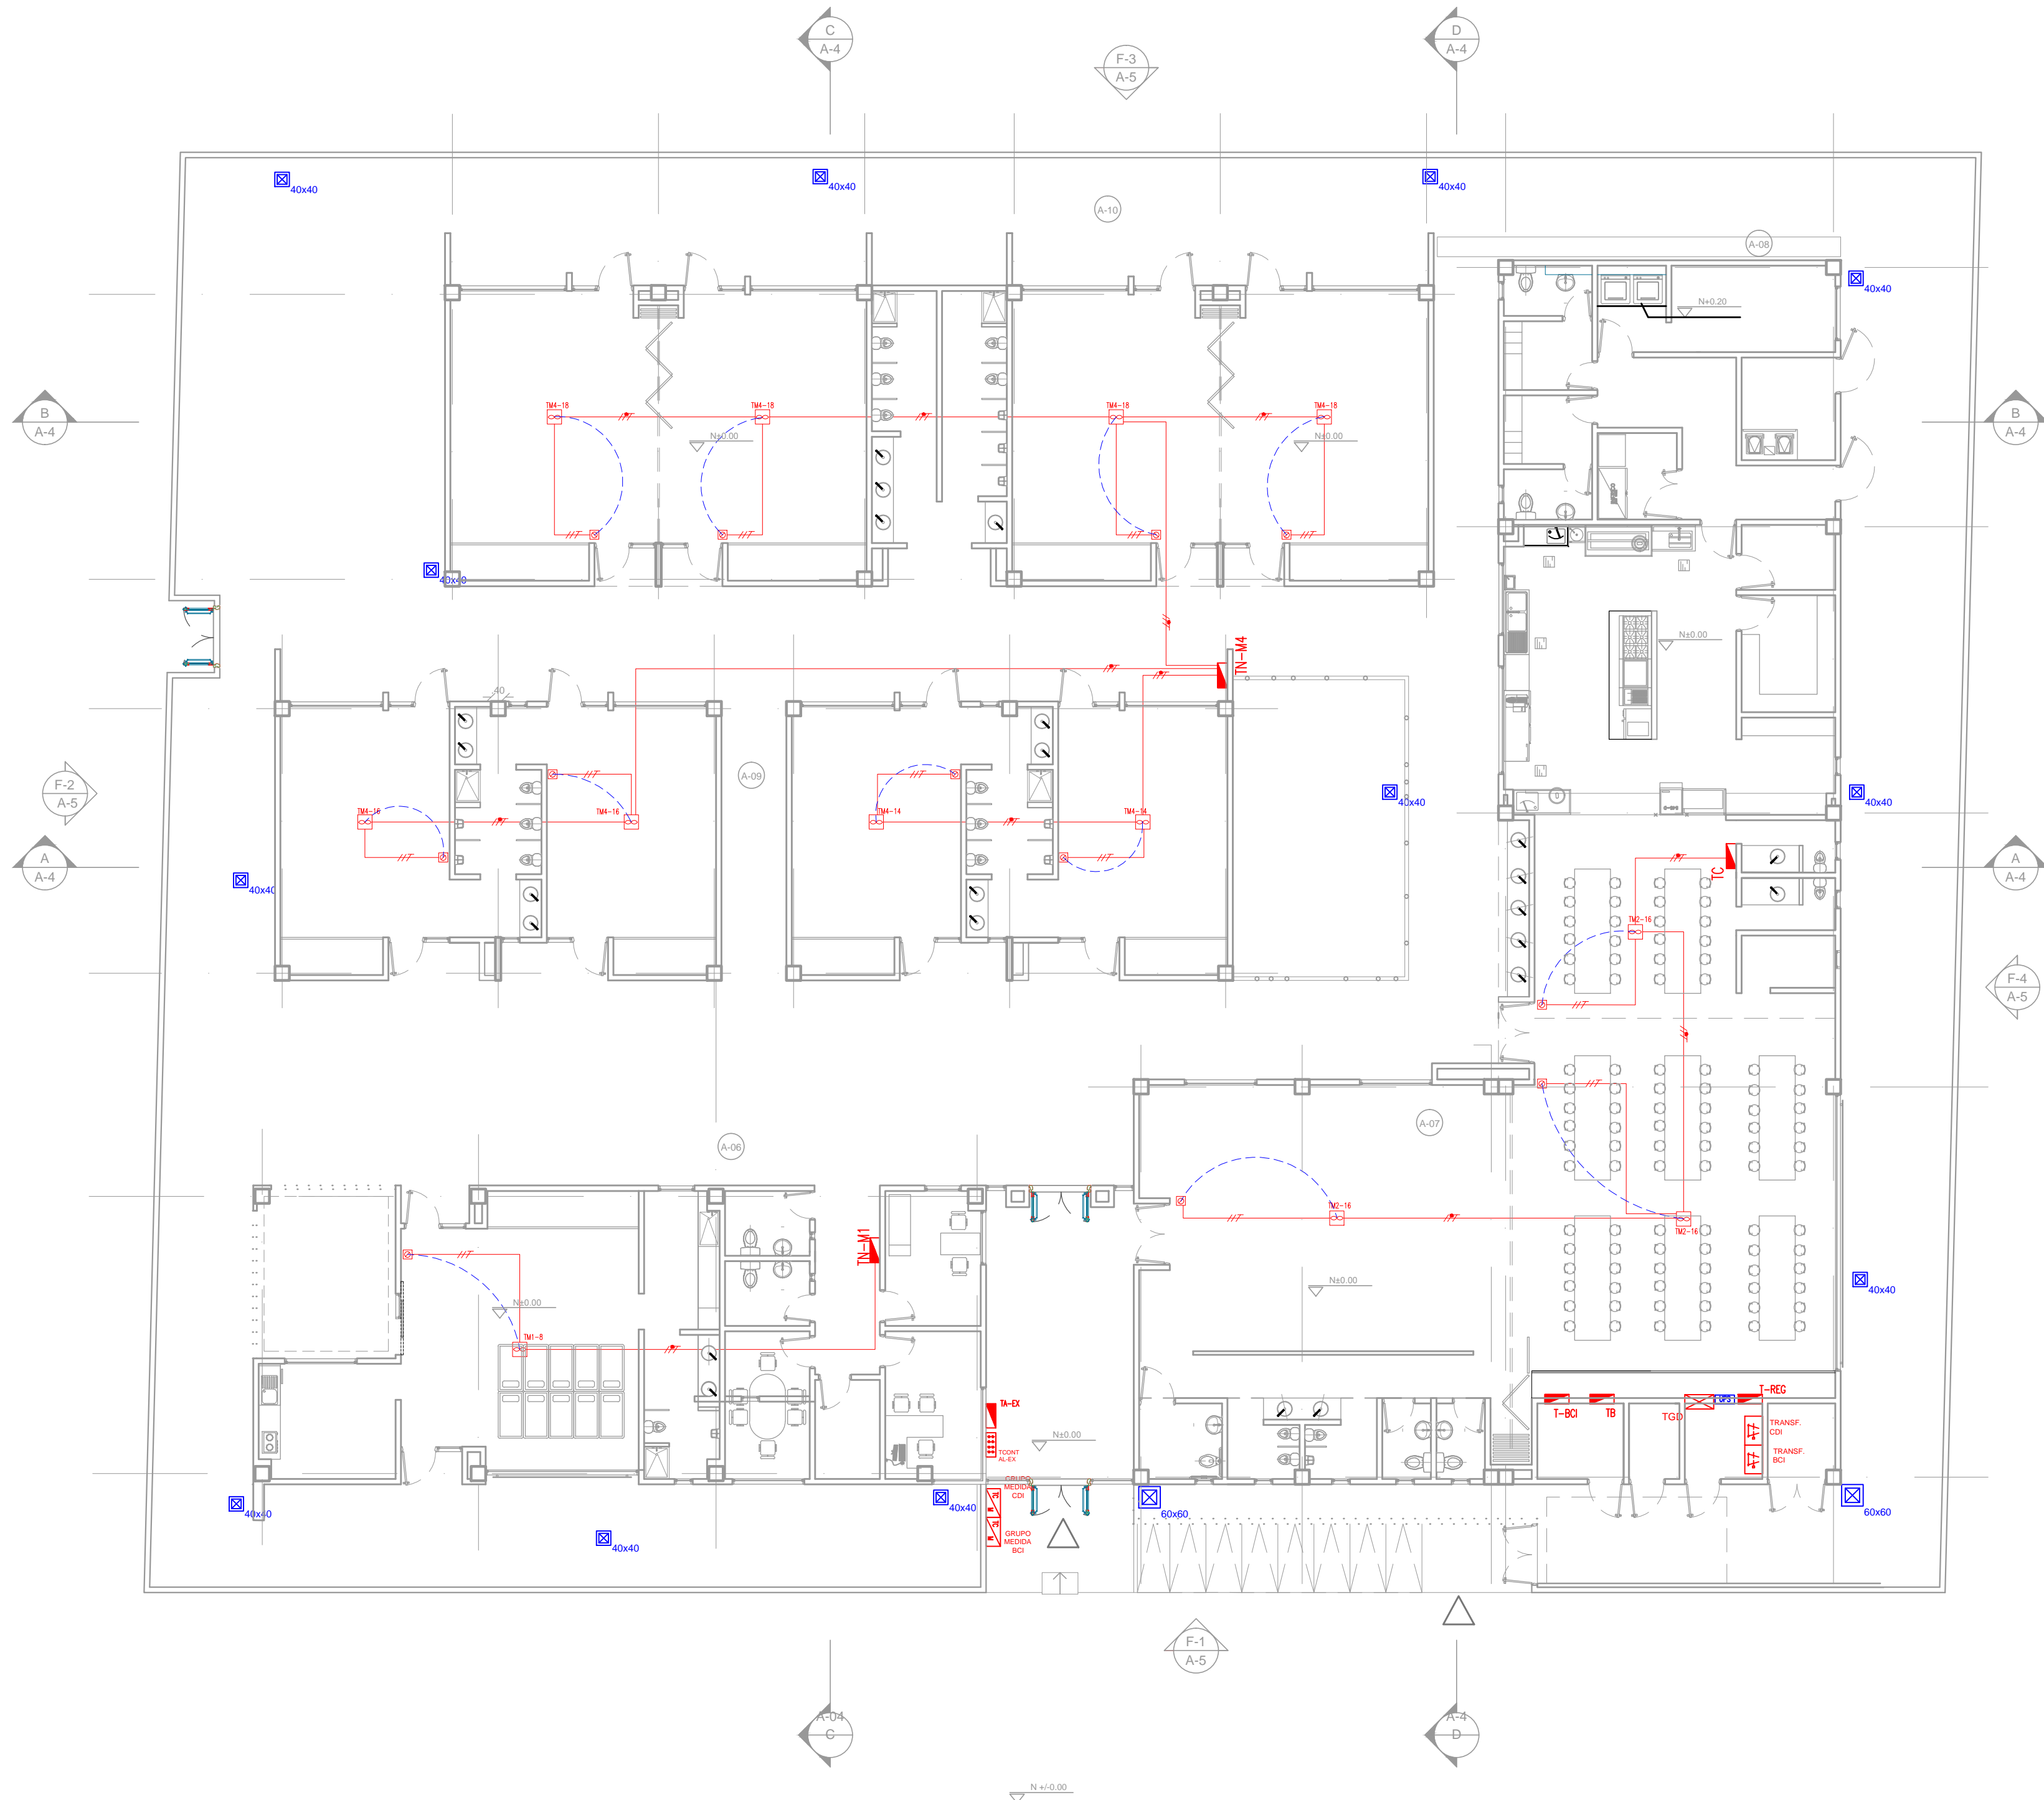 C
A-4
D
A-4
F-3
A-5
40x40
40x40
40x40
A-10
A-08
40x40
N+0.20
TM4-18
TM4-18
TM4-18
TM4-18
B
A-4
B
A-4
N±0.00
N±0.00
40x40
TN-M4
N±0.00
.40
A-09
F-2
A-5
40x40
40x40
TM4-16
TM4-16
TM4-14
TM4-14
A
A-4
A
A-4
40x40
TC
TM2-16
F-4
A-5
A-07
A-06
TM2-16
TM2-16
TN-M1
40x40
N±0.00
N±0.00
TM1-8
T-REG
UPS
TA-EX
T-BCI
TB
TGD
TRANSF.
CDI
N±0.00
TCONT
AL-EX
TRANSF.
BCI
GRUPO
MEDIDA
CDI
40x40
40x40
60x60
60x60
GRUPO
MEDIDA
BCI
40x40
F-1
A-5
A-04
C
A-4
D
N +/-0.00